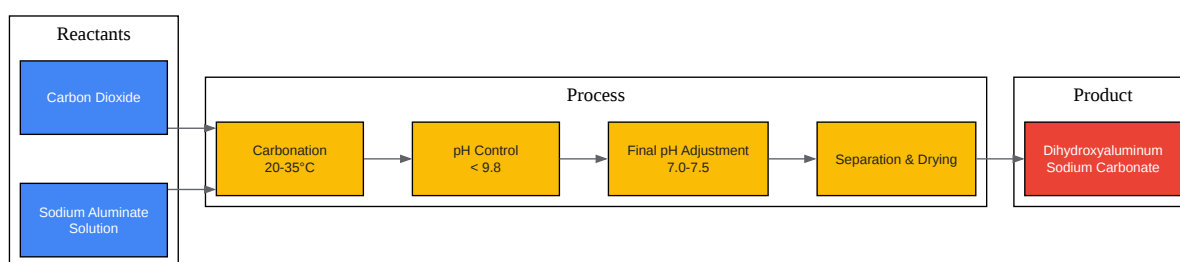 Reactants
Carbon Dioxide
Sodium Aluminate
Solution
Process
Carbonation
20-35°C
pH Control
< 9.8
Final pH Adjustment
7.0-7.5
Separation & Drying
Product
Dihydroxyaluminum
Sodium Carbonate